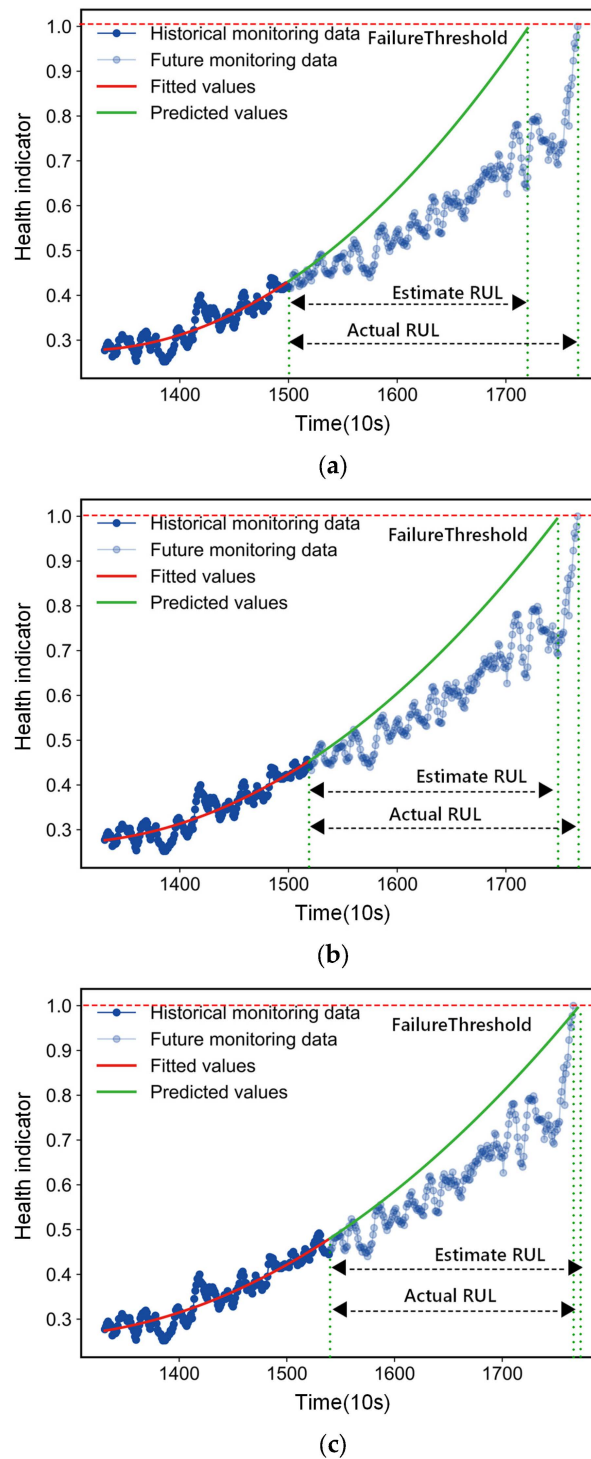 1.0
0.9
0.8
0.7
0.6
0.5
0.4
0.3
Health indicator
Historical monitoring data
Future monitoring data
Fitted values
Predicted values
FailureThreshold
Estimate RUL
Actual RUL
1400 1500 1600 1700
Time(10s)
(a)
1.0
0.9
0.8
0.7
0.6
0.5
0.4
0.3
Health indicator
Historical monitoring data
Future monitoring data
Fitted values
Predicted values
FailureThreshold
Estimate RUL
Actual RUL
1400 1500 1600 1700
Time(10s)
(b)
1.0
0.9
0.8
0.7
0.6
0.5
0.4
0.3
Health indicator
Historical monitoring data
Future monitoring data
Fitted values
Predicted values
FailureThreshold
Estimate RUL
Actual RUL
1400 1500 1600 1700
Time(10s)
(c)